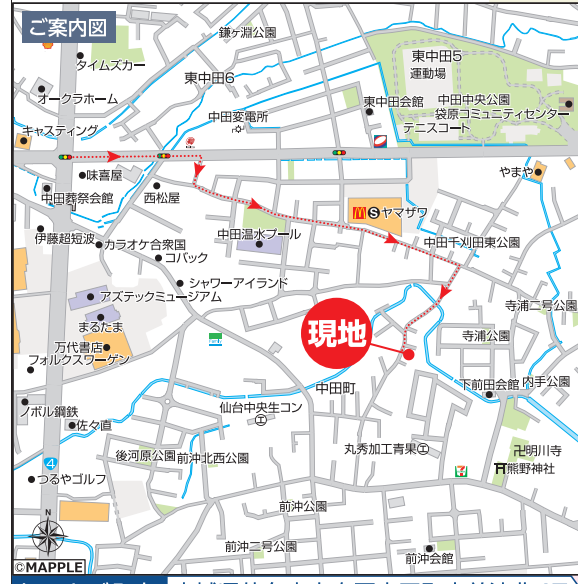 ご案内図
鎌ヶ淵公園
タイムズカー
東中田6
東中田5
運動場
オークラホーム
中田変電所
東中田会館
中田中央公園
袋原コミュニティセンター
テニスコート
キャスティング
味喜屋
やまや
中田葬祭会館
西松屋
M S ヤマザワ
伊藤超短波
カラオケ合衆国
中田温水プール
中田千刈田東公園
コバック
シャワーアイランド
アズテックミュージアム
寺浦二号公園
まるたま
現地
寺浦公園
万代書店
フォルクスワーゲン
中田町
下前田会館
内手公園
ノボル鋼鉄
仙台中央生コン
佐々直
丸秀加工青果
卍明川寺
熊野神社
後河原公園
前沖北西公園
4
つるやゴルフ
7
前沖公園
N
前沖二号公園
前沖会館
©MAPPLE